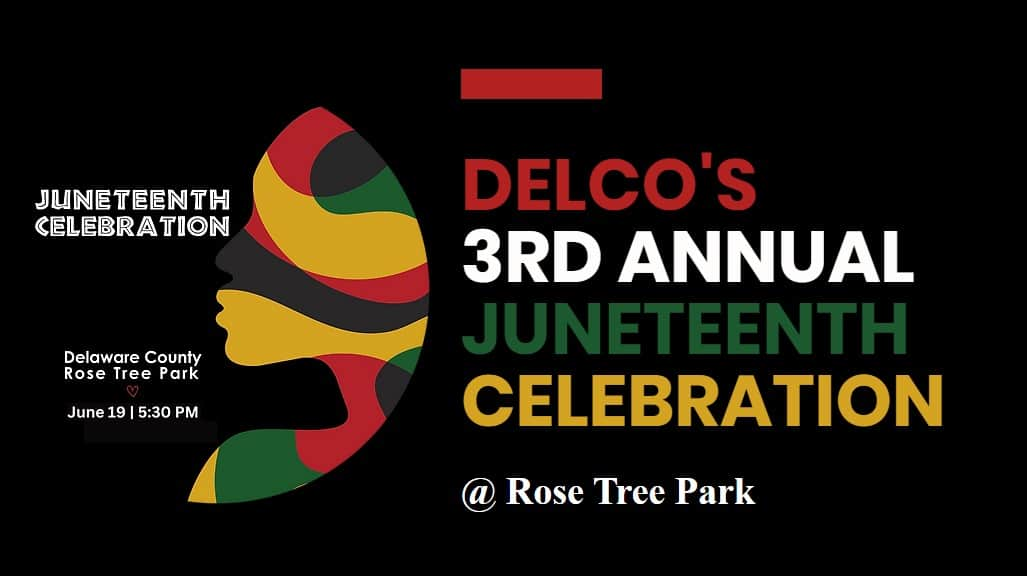 JUNETEENTH
CELEBRATION
Delaware County
Rose Tree Park
June 19 | 5:30 PM
DELCO'S
3RD ANNUAL
JUNETEENTH
CELEBRATION
@ Rose Tree Park